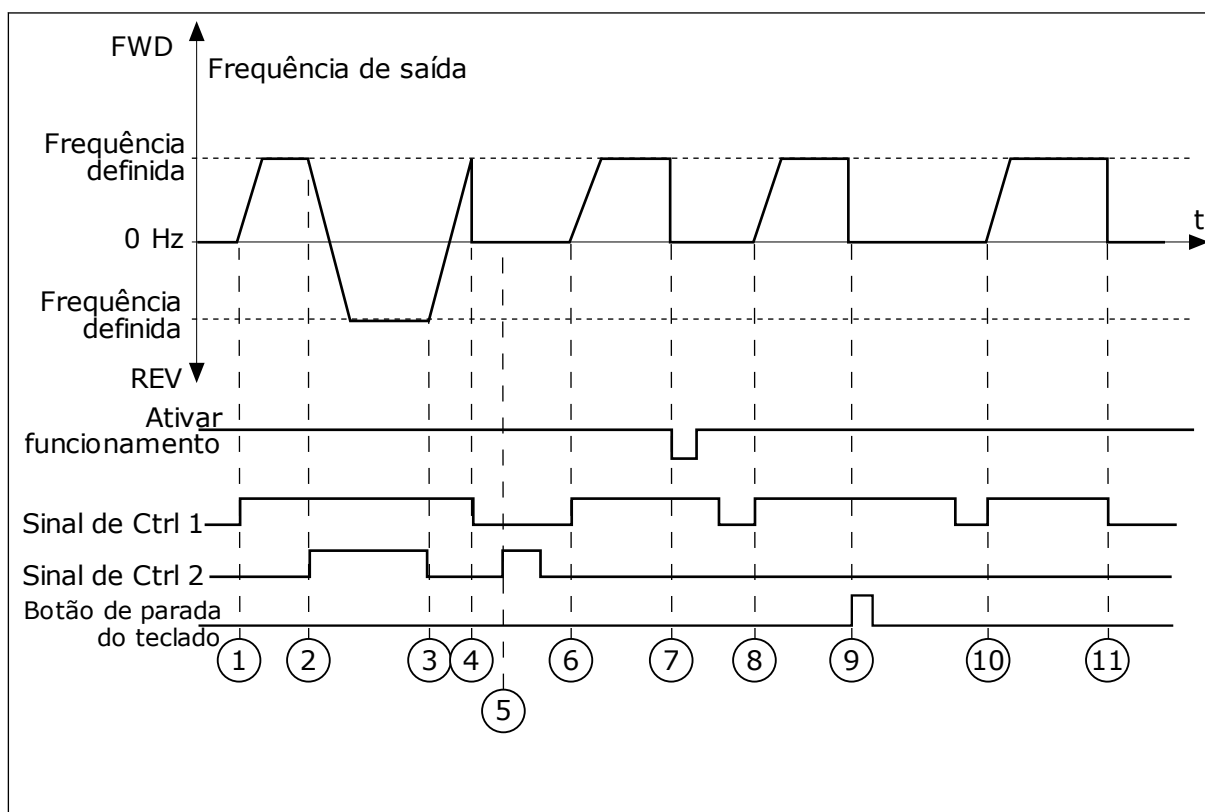 FWD
Frequência de saída
Frequência
definida
0 Hz
t
Frequência
definida
REV
Ativar
funcionamento
Sinal de Ctrl 1
Sinal de Ctrl 2
Botão de parada
do teclado
1 2 3 4 6 7 8 9 10 11
5